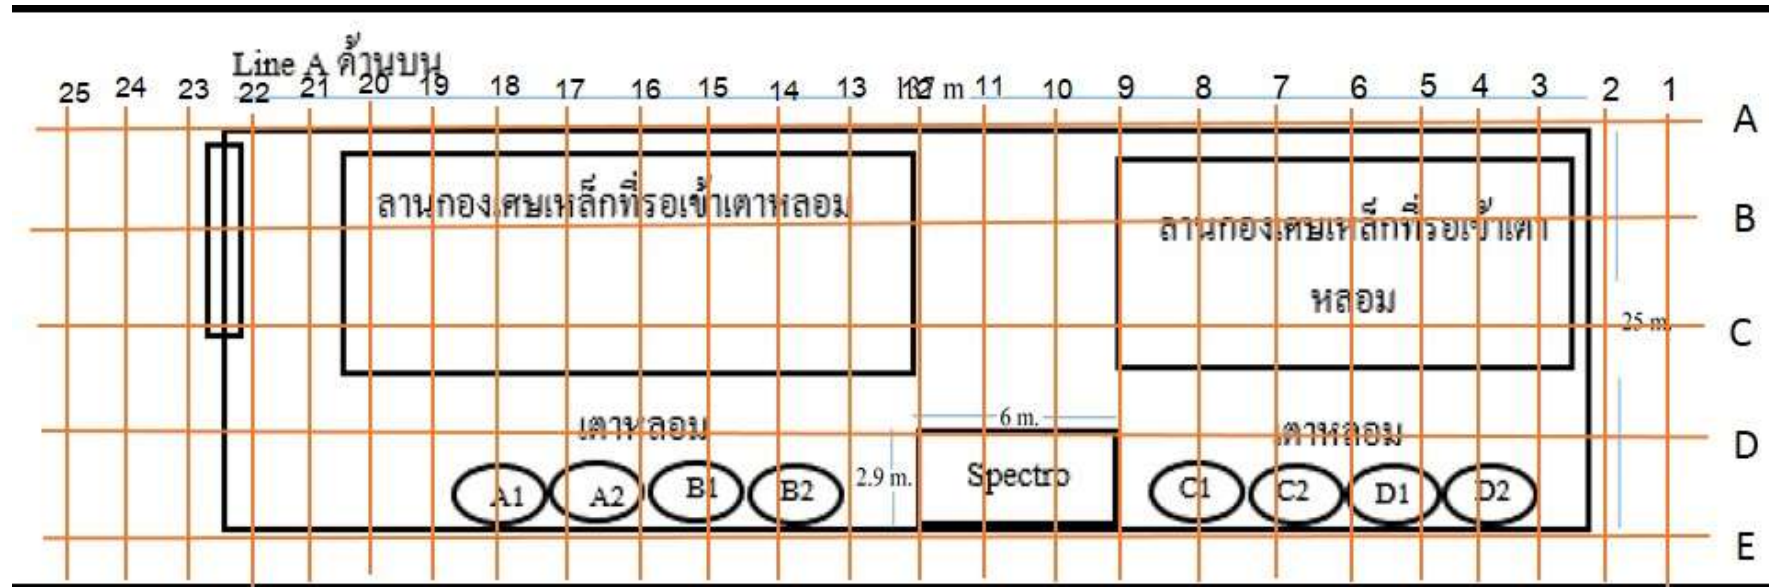 Line A ด้านบน
25 24 23 22 21 20 19 18 17 16 15 14 13 12 m 11 10 9 8 7 6 5 4 3 2 1
A
ลานกองเศษเหล็กที่รอเข้าเตาหลอม
ลานกองเศษเหล็กที่รอเข้าเตา
หลอม
B
25 m.
C
6 m.
เตาหลอม
เตาหลอม
D
A1 A2 B1 B2
2.9 m.
Spectro
C1 C2 D1 D2
E